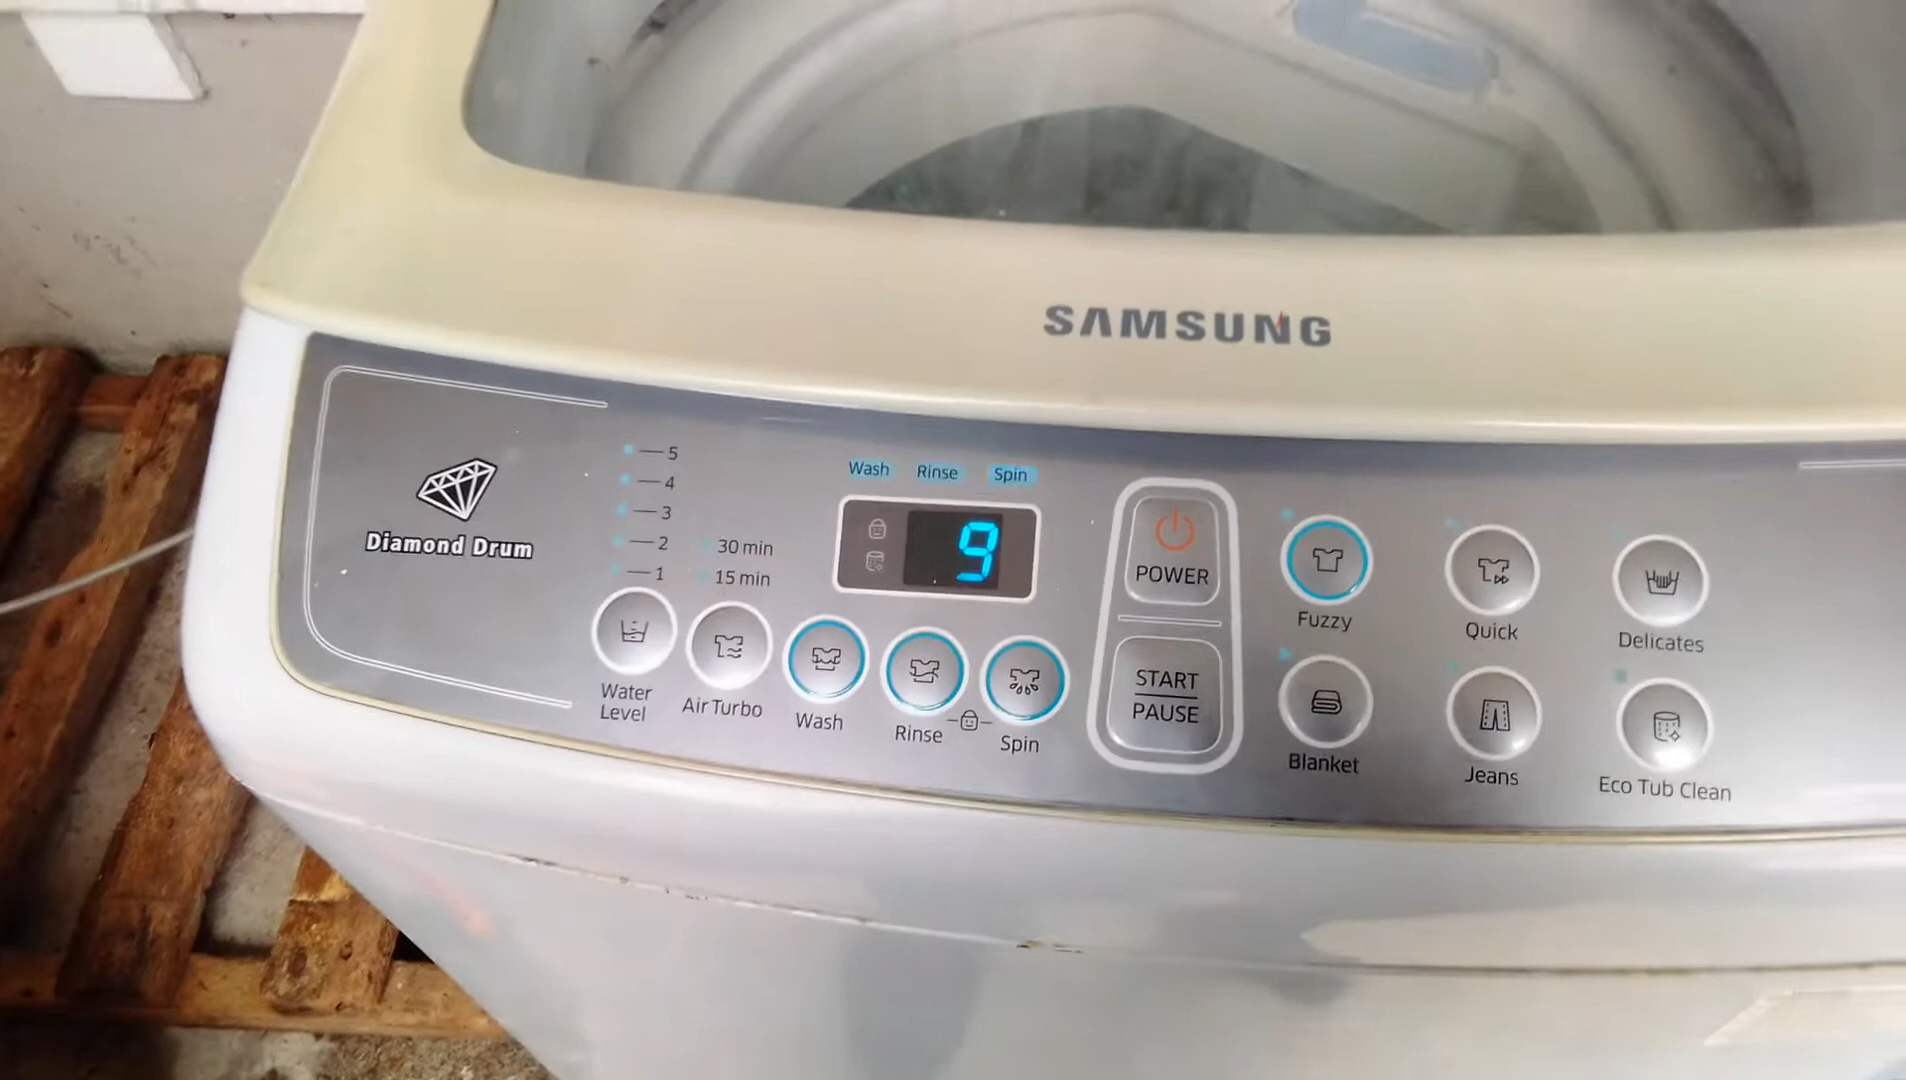 SAMSUNG
Diamond Drum
5
4
3
2
1
30 min
15 min
Wash Rinse Spin
9
Water
Level
Air Turbo
Wash
Rinse
Spin
POWER
START
PAUSE
Fuzzy
Quick
Delicates
Blanket
Jeans
Eco Tub Clean